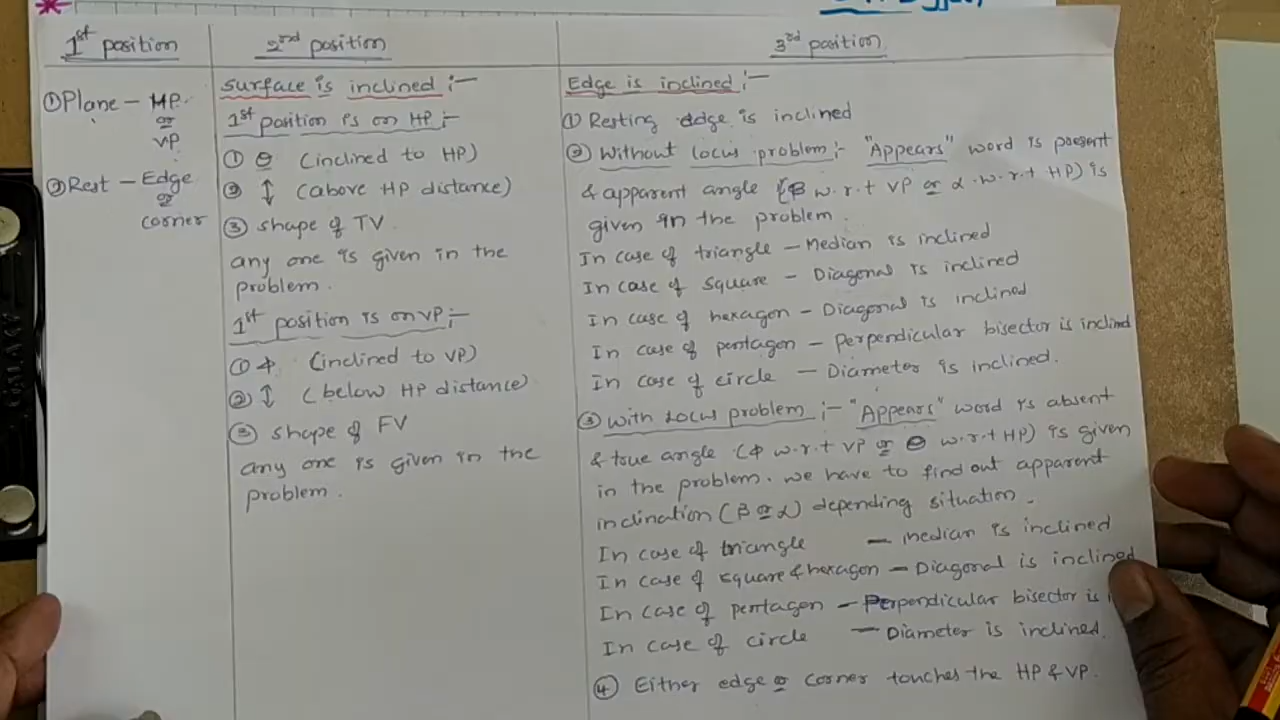 1st position
① Plane - HP
or
VP
② Rest - Edge
or
corner
2nd position
surface is inclined :-
1st position is on HP :-
① θ (inclined to HP)
② ↕ (above HP distance)
③ shape of TV
any one is given in the
problem.
1st position is on VP :-
① ϕ (inclined to VP)
② ↕ (below HP distance)
③ shape of FV
any one is given in the
problem.
3rd position
Edge is inclined :-
① Resting edge is inclined
② Without locus problem :- "Appears" word is present
& apparent angle (β w.r.t VP or α w.r.t HP) is
given in the problem.
In case of triangle - Median is inclined
In case of square - Diagonal is inclined
In case of hexagon - Diagonal is inclined
In case of pentagon - Perpendicular bisector is inclined
In case of circle - Diameter is inclined.
③ With Locus problem :- "Appears" word is absent
& true angle (ϕ w.r.t VP or θ w.r.t HP) is given
in the problem. we have to find out apparent
inclination (β or α) depending situation.
In case of triangle - median is inclined
In case of square & hexagon - Diagonal is inclined
In case of pentagon - Perpendicular bisector is
In case of circle - Diameter is inclined.
④ Either edge or corner touches the HP & VP.